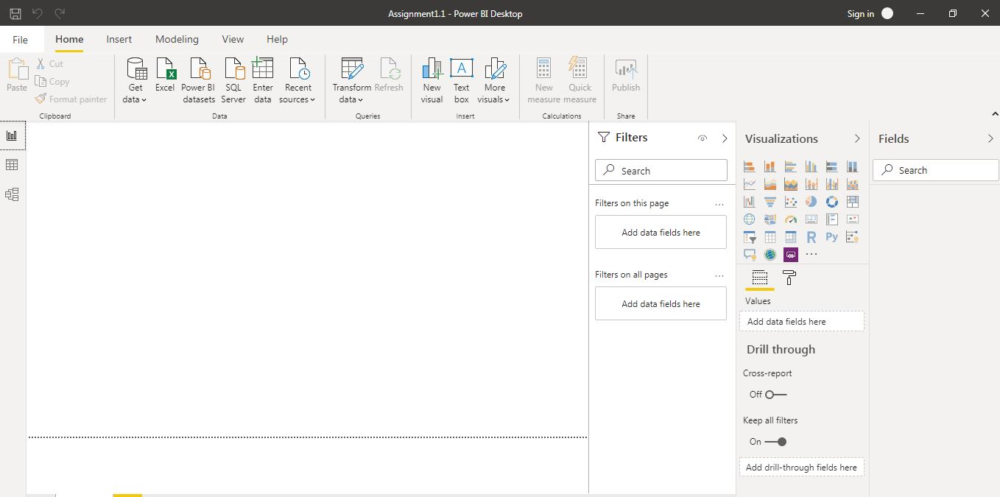 Assignment1.1 - Power BI Desktop
Sign in
File
Home
Insert
Modeling
View
Help
Paste
Cut
Copy
Format painter
Clipboard
Get
data
Excel
Power BI
datasets
SQL
Server
Enter
data
Recent
sources
Data
Transform
data
Refresh
Queries
New
visual
A
Text
box
More
visuals
Insert
New
measure
Quick
measure
Calculations
Publish
Share
Filters
Search
Filters on this page
...
Add data fields here
Filters on all pages
...
Add data fields here
Visualizations
123
R
Py
...
Values
Add data fields here
Drill through
Cross-report
Off
Keep all filters
On
Add drill-through fields here
Fields
Search